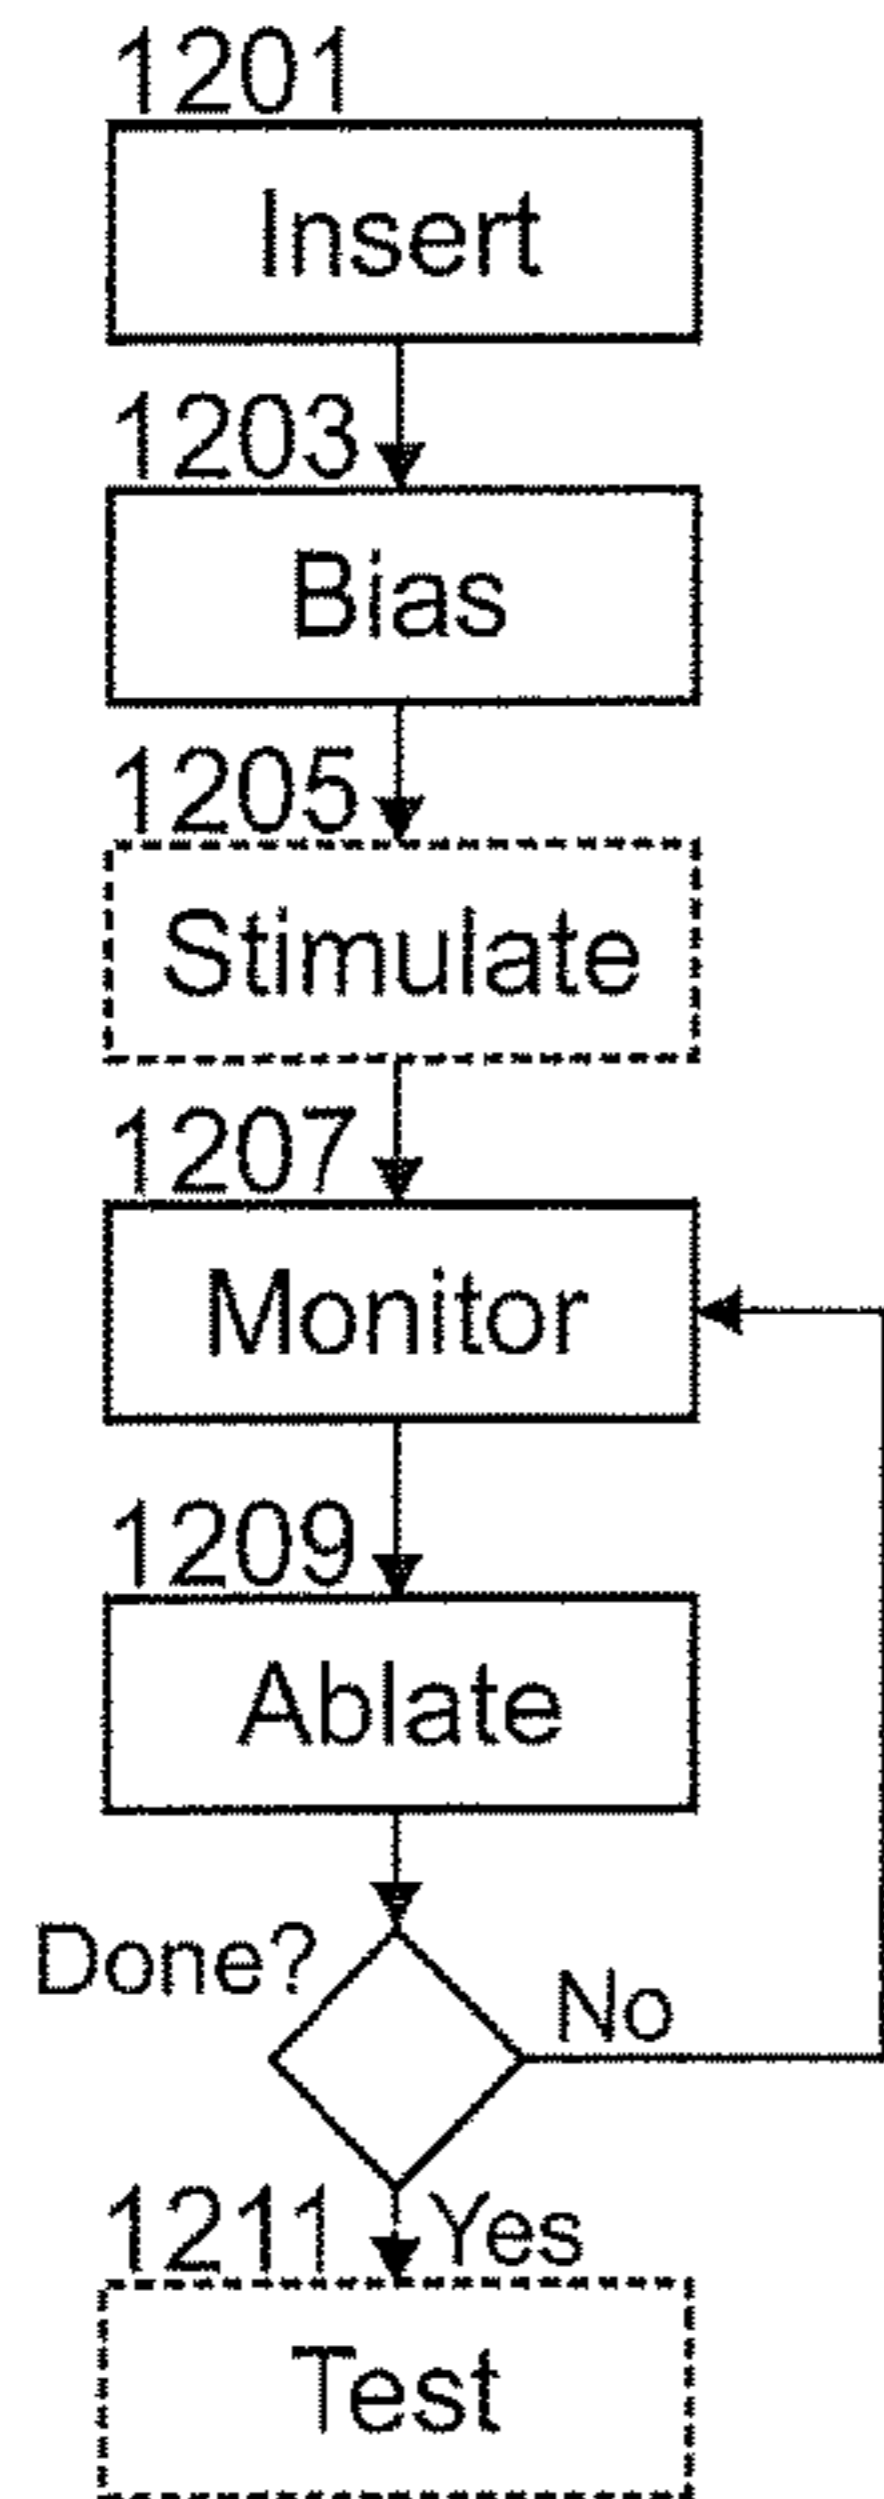 1201
Insert
1203
Bias
1205
Stimulate
1207
Monitor
1209
Ablate
Done?
No
1211
Yes
Test